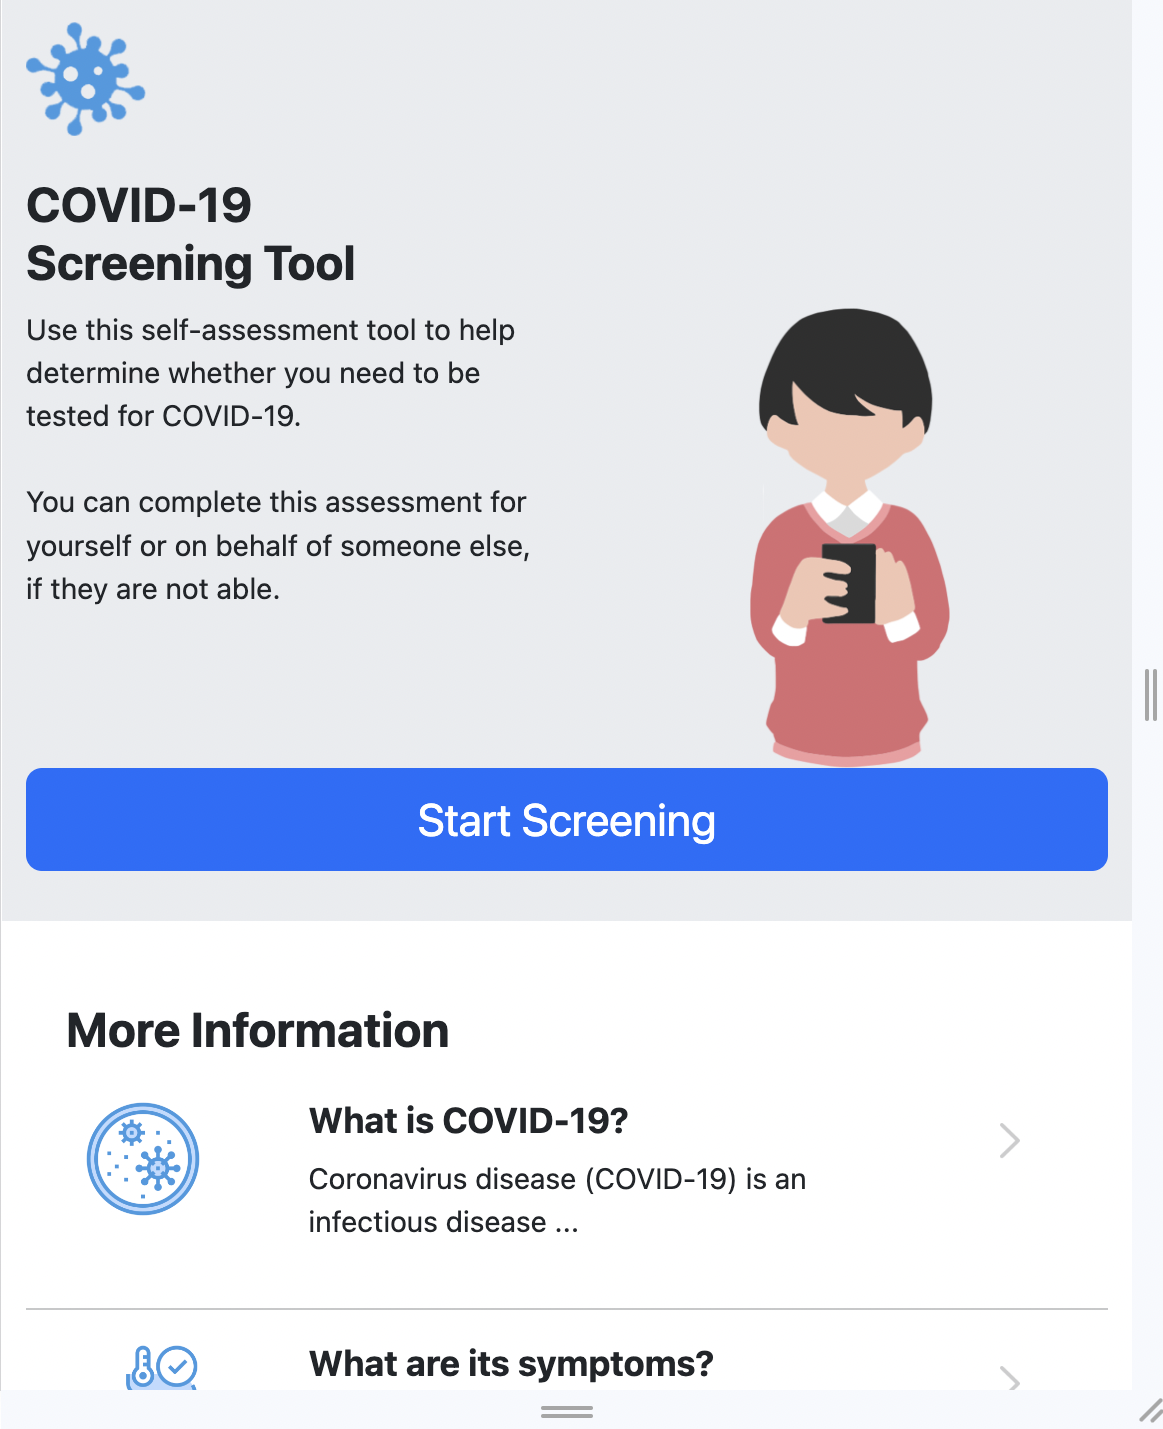 COVID-19
Screening Tool
Use this self-assessment tool to help
determine whether you need to be
tested for COVID-19.
You can complete this assessment for
yourself or on behalf of someone else,
if they are not able.
Start Screening
More Information
What is COVID-19?
Coronavirus disease (COVID-19) is an
infectious disease ...
What are its symptoms?